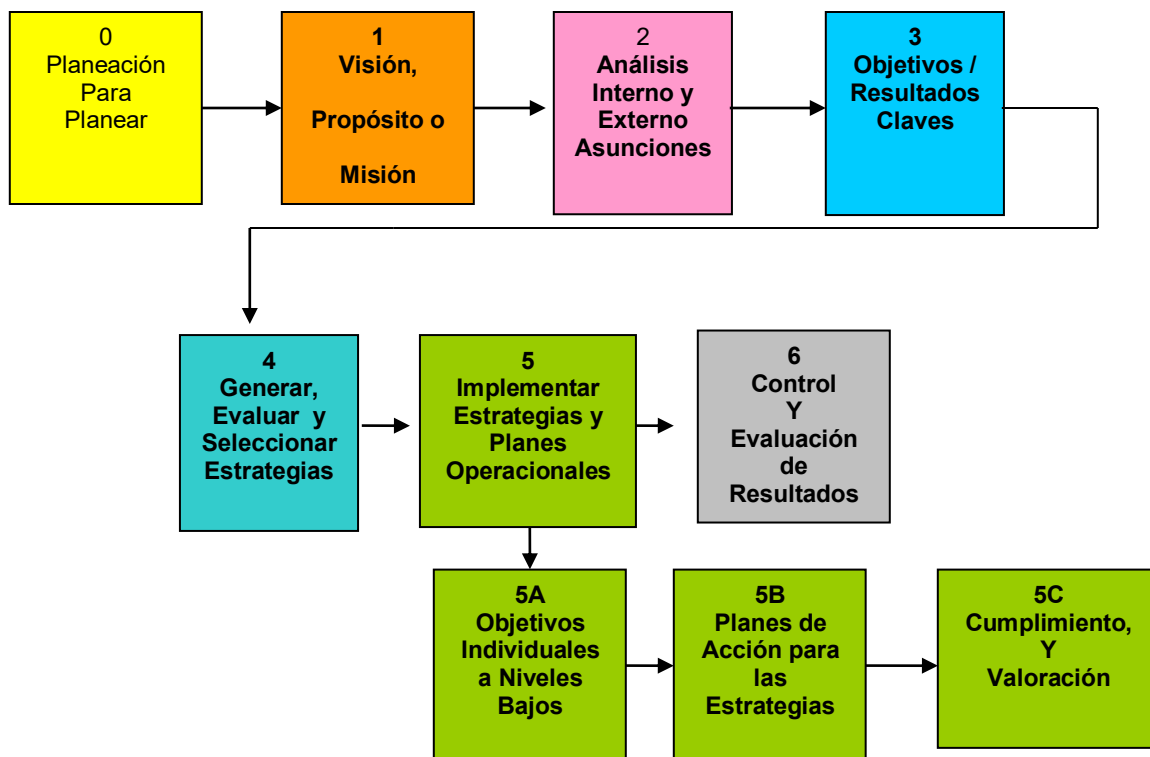 0
Planeación
Para
Planear
1
Visión,
Propósito o
Misión
2
Análisis
Interno y
Externo
Asunciones
3
Objetivos /
Resultados
Claves
4
Generar,
Evaluar y
Seleccionar
Estrategias
5
Implementar
Estrategias y
Planes
Operacionales
6
Control
Y
Evaluación
de
Resultados
5A
Objetivos
Individuales
a Niveles
Bajos
5B
Planes de
Acción para
las
Estrategias
5C
Cumplimiento,
Y
Valoración